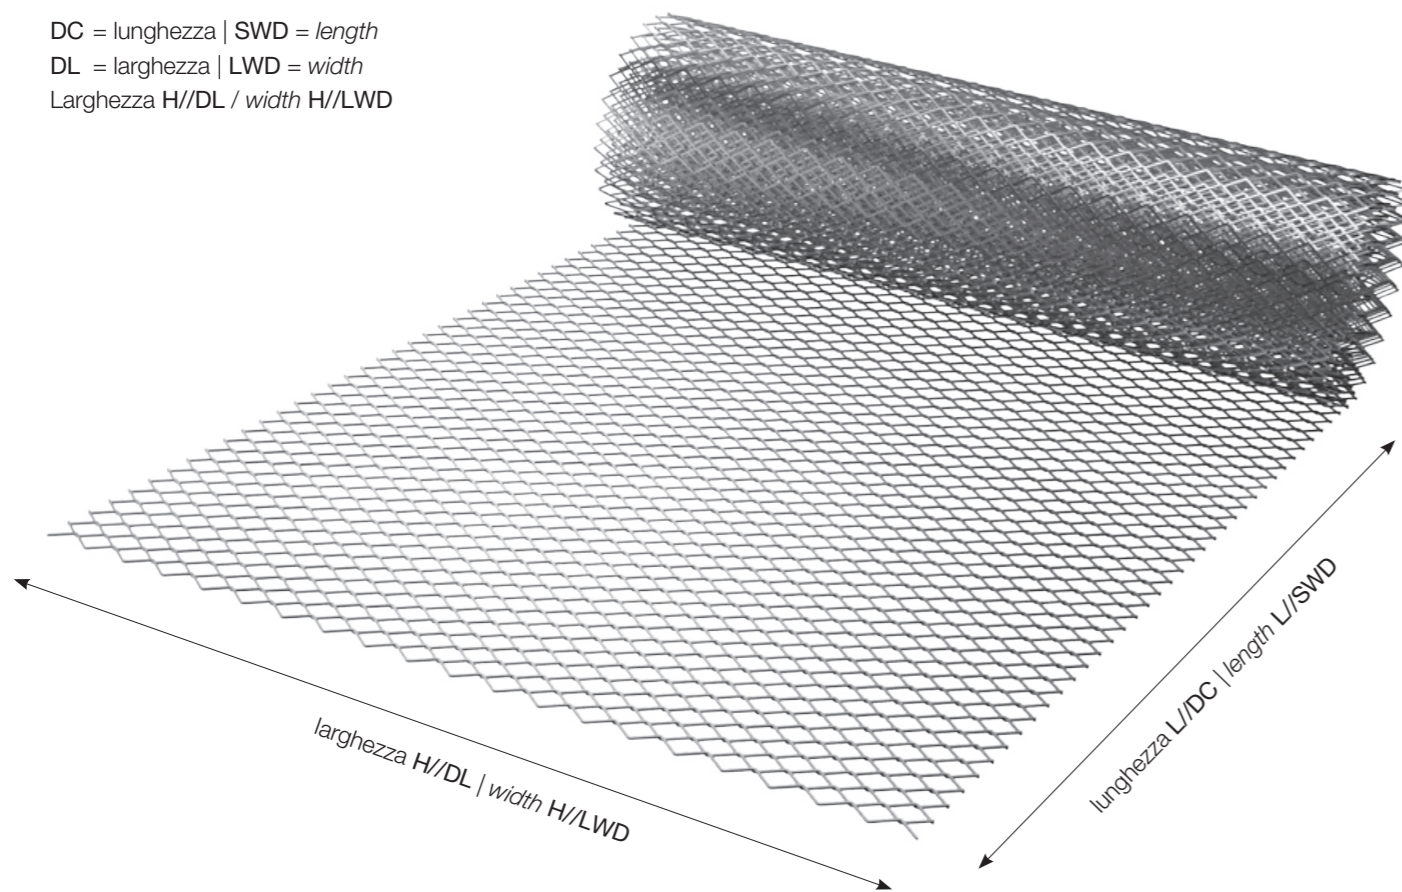 DC = lunghezza | SWD = length
DL = larghezza | LWD = width
Larghezza H//DL / width H//LWD
larghezza H//DL | width H//LWD
lunghezza L//DC | length L//SWD